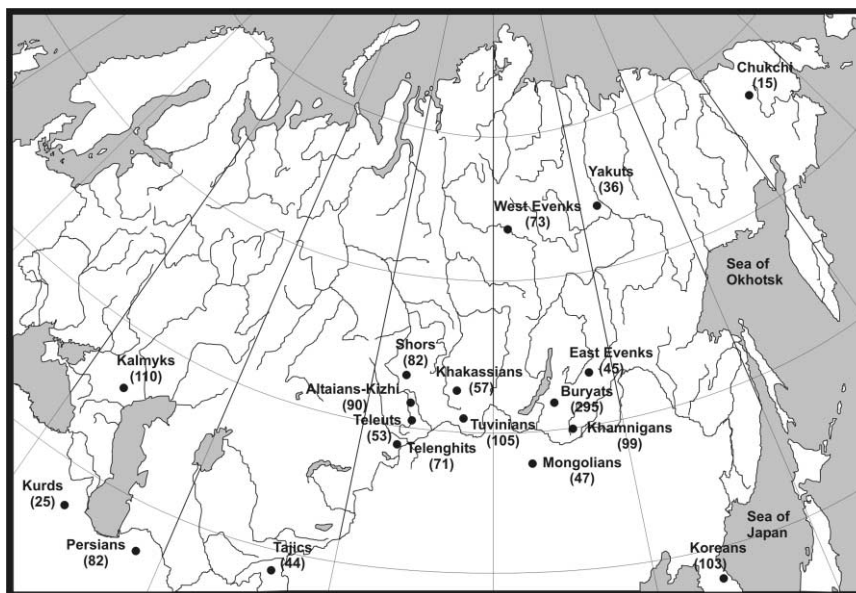 Chukchi
(15)
Yakuts
(36)
West Evenks
(73)
Sea of
Okhotsk
Shors
(82)
East Evenks
(45)
Kalmyks
(110)
Khakassians
(57)
Altaians-Kizhi
(90)
Buryats
(295)
Teleuts
(53)
Tuvinians
(105)
Khamnigans
(99)
Telenghits
(71)
Mongolians
(47)
Kurds
(25)
Sea of
Japan
Persians
(82)
Tajics
(44)
Koreans
(103)